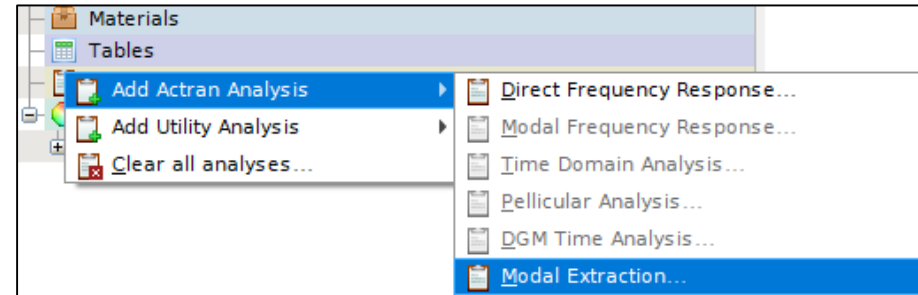 Materials
Tables
Add Actran Analysis
Add Utility Analysis
Clear all analyses...
Direct Frequency Response...
Modal Frequency Response...
Time Domain Analysis...
Pellicular Analysis...
DGM Time Analysis...
Modal Extraction...